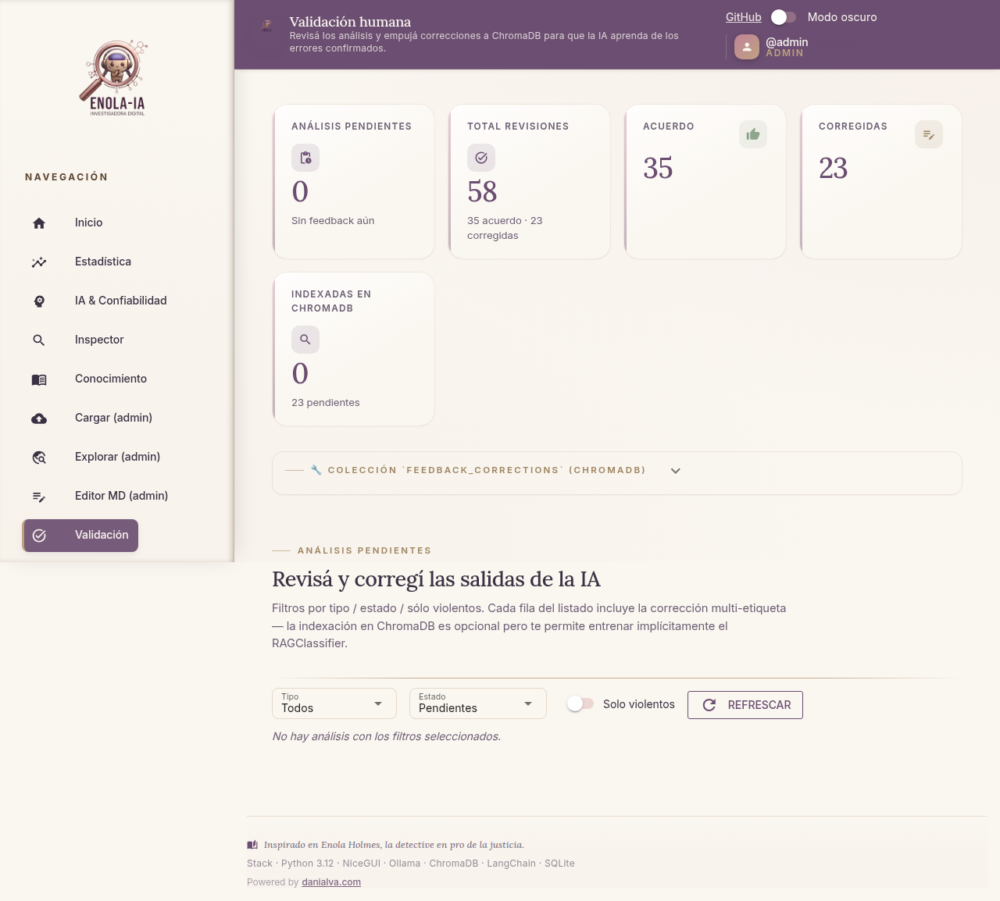 ENOLA-IA
INVESTIGADORA DIGITAL
NAVEGACIÓN
Inicio
Estadística
IA & Confiabilidad
Inspector
Conocimiento
Cargar (admin)
Explorar (admin)
Editor MD (admin)
Validación
Validación humana
Revisá los análisis y empujá correcciones a ChromaDB para que la IA aprenda de los
errores confirmados.
GitHub
Modo oscuro
@admin
ADMIN
ANÁLISIS PENDIENTES
0
Sin feedback aún
TOTAL REVISIONES
58
35 acuerdo · 23
corregidas
ACUERDO
35
CORREGIDAS
23
INDEXADAS EN
CHROMADB
0
23 pendientes
🔧 COLECCIÓN `FEEDBACK_CORRECTIONS` (CHROMADB)
ANÁLISIS PENDIENTES
Revisá y corregí las salidas de la IA
Filtros por tipo / estado / sólo violentos. Cada fila del listado incluye la corrección multi-etiqueta
— la indexación en ChromaDB es opcional pero te permite entrenar implícitamente el
RAGClassifier.
Tipo
Todos
Estado
Pendientes
Solo violentos
REFRESCAR
No hay análisis con los filtros seleccionados.
Inspirado en Enola Holmes, la detective en pro de la justicia.
Stack · Python 3.12 · NiceGUI · Ollama · ChromaDB · LangChain · SQLite
Powered by danialva.com